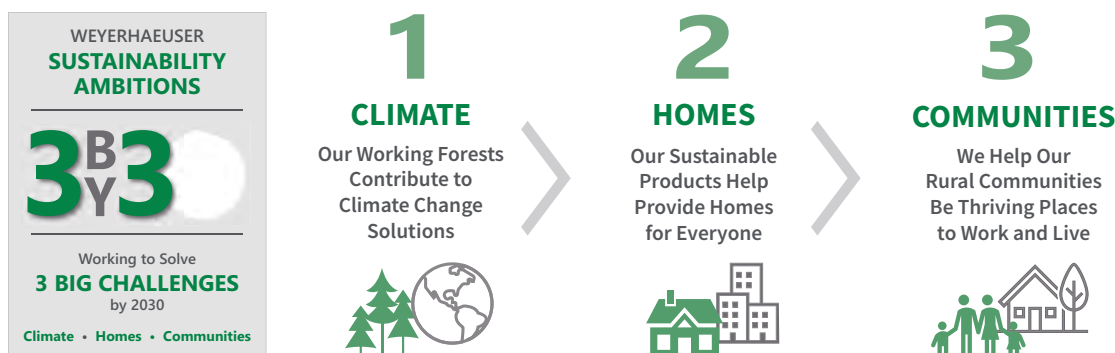 WEYERHAEUSER
SUSTAINABILITY
AMBITIONS
3 BY 3
Working to Solve
3 BIG CHALLENGES
by 2030
Climate • Homes • Communities
1
CLIMATE
Our Working Forests
Contribute to
Climate Change
Solutions
2
HOMES
Our Sustainable
Products Help
Provide Homes
for Everyone
3
COMMUNITIES
We Help Our
Rural Communities
Be Thriving Places
to Work and Live